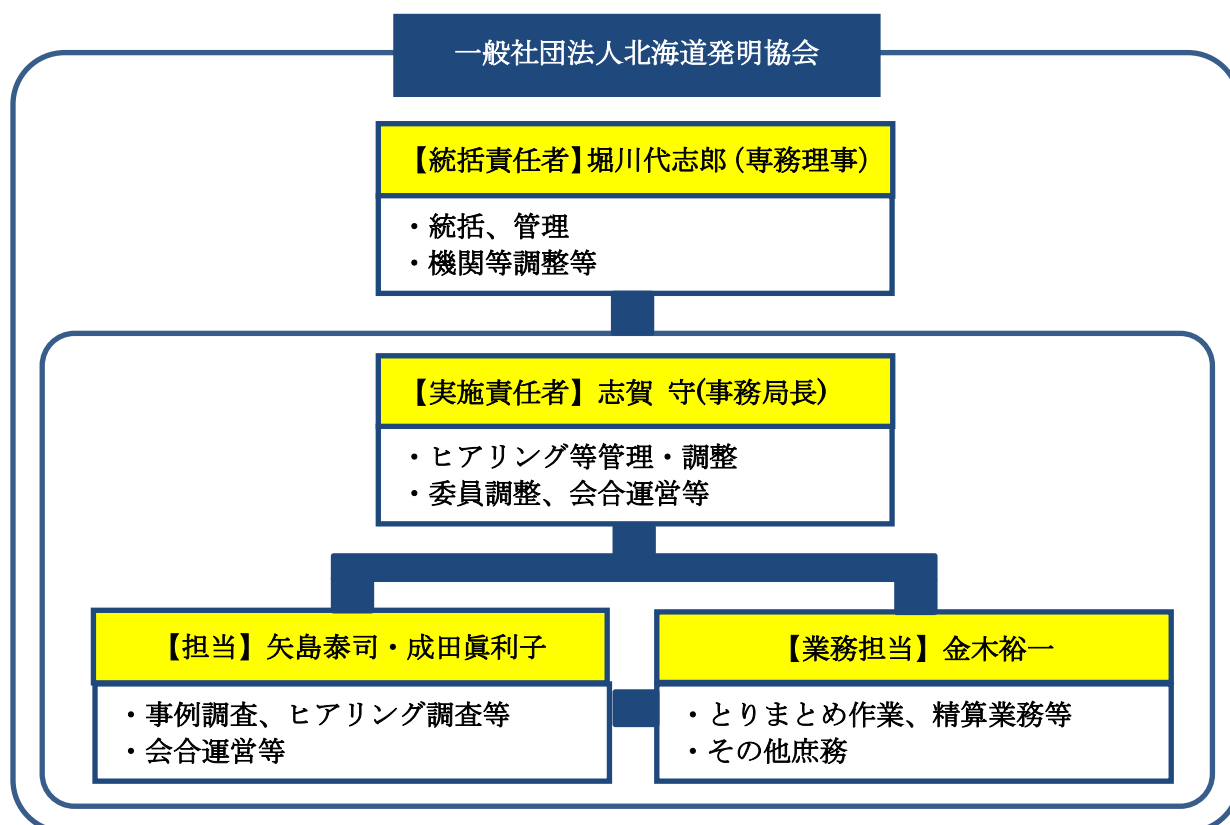 一般社団法人北海道発明協会
【統括責任者】堀川代志郎(専務理事)
・統括、管理
・機関等調整等
【実施責任者】志賀 守(事務局長)
・ヒアリング等管理・調整
・委員調整、会合運営等
【担当】矢島泰司・成田眞利子
・事例調査、ヒアリング調査等
・会合運営等
【業務担当】金木裕一
・とりまとめ作業、精算業務等
・その他庶務